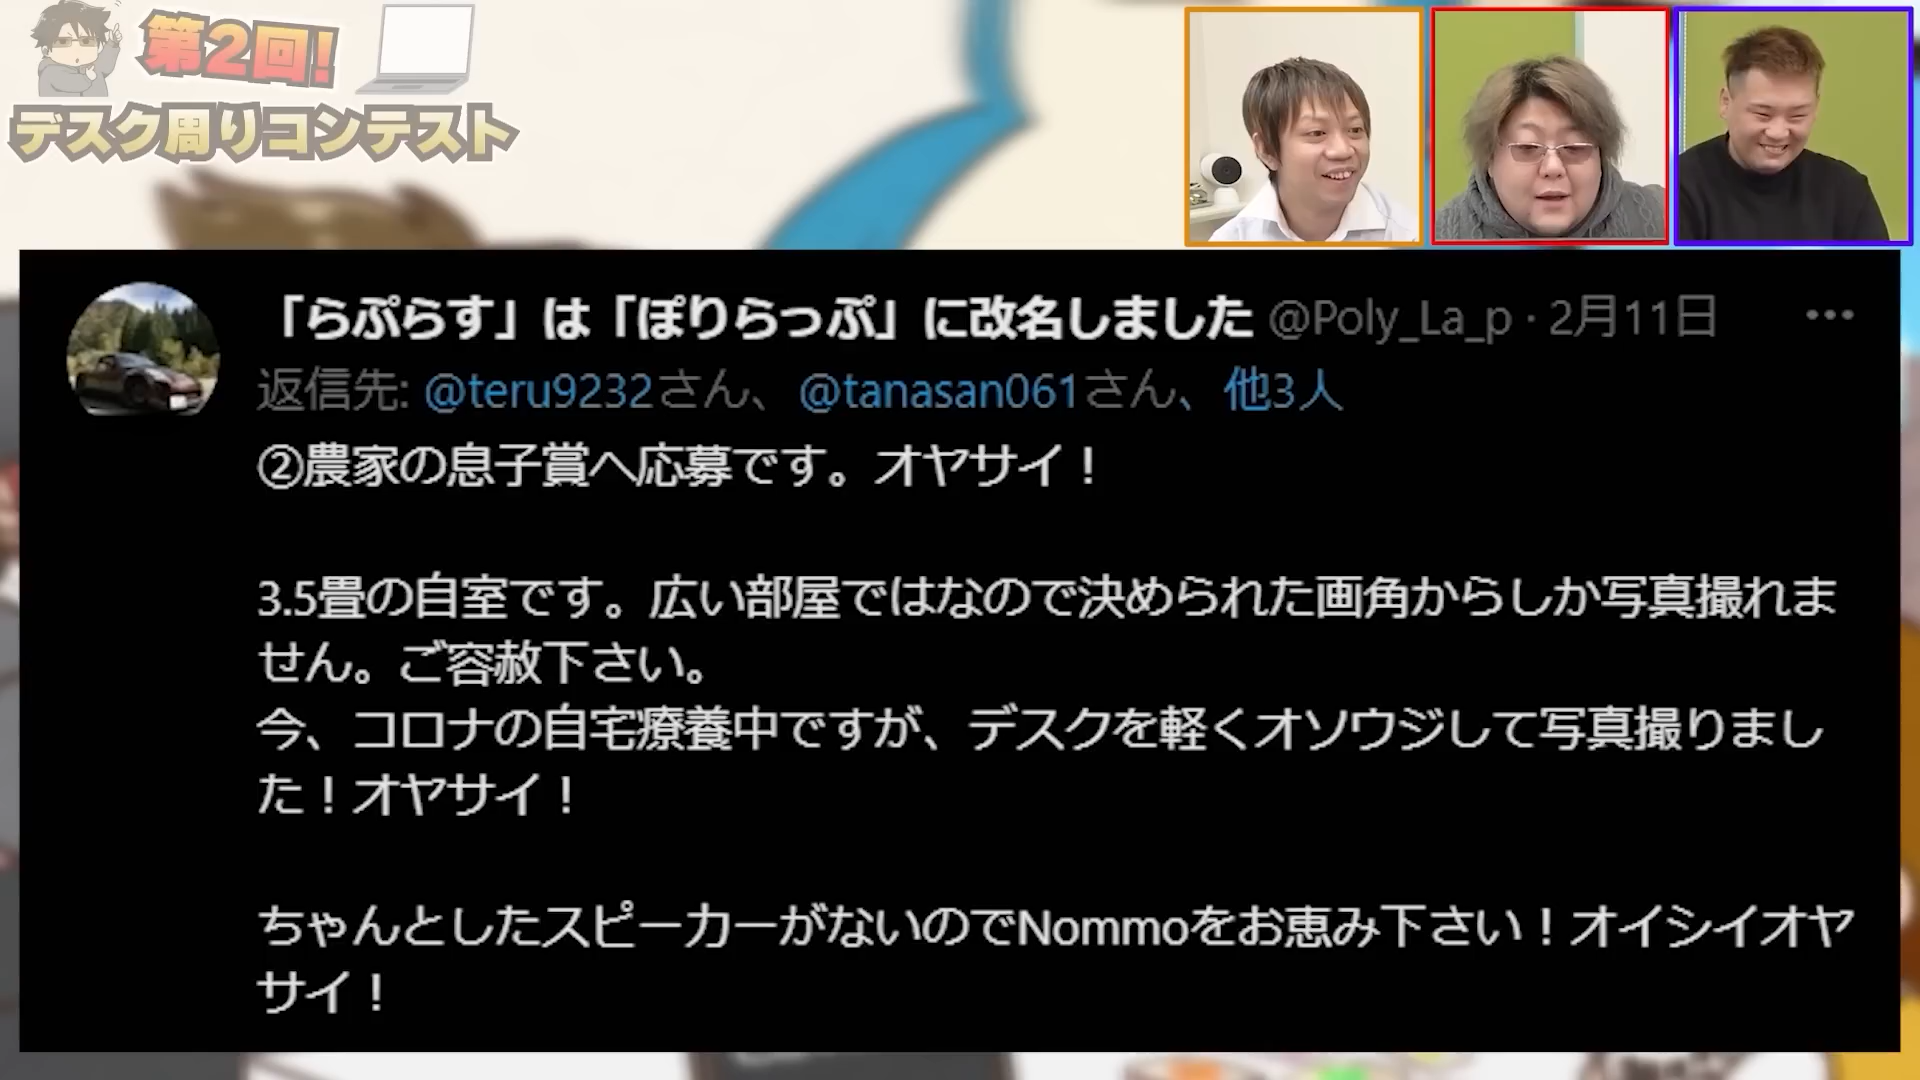 第2回!
デスク周りコンテスト
「らぷらす」は「ぽりらっぷ」に改名しました @Poly_La_p · 2月11日
返信先: @teru9232さん、 @tanasan061さん、他3人
②農家の息子賞へ応募です。オヤサイ！
3.5畳の自室です。広い部屋ではなので決められた画角からしか写真撮れま
せん。ご容赦下さい。
今、コロナの自宅療養中ですが、デスクを軽くオソウジして写真撮りまし
た！オヤサイ！
ちゃんとしたスピーカーがないのでNommoをお恵み下さい！オイシイオヤ
サイ！